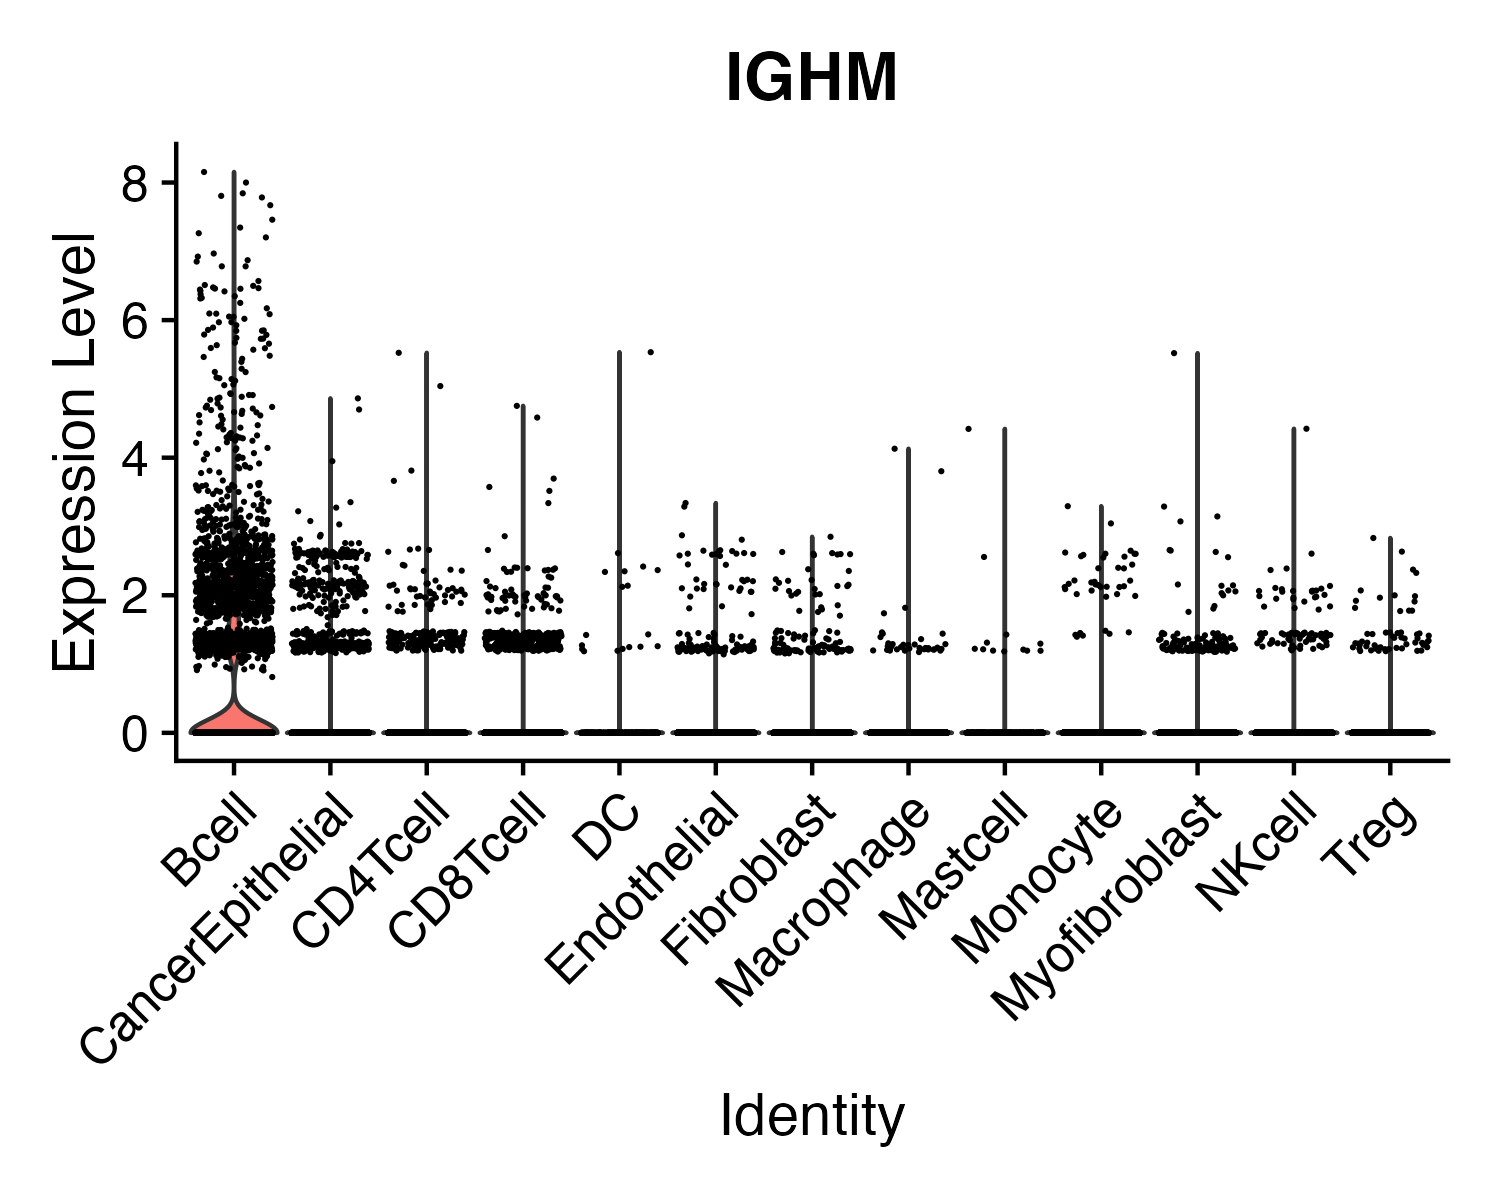 IGHM
Expression Level
8
6
4
2
0
Bcell
CancerEpithelial
CD4Tcell
CD8Tcell
DC
Endothelial
Fibroblast
Macrophage
Mastcell
Monocyte
Myofibroblast
NKcell
Treg
Identity